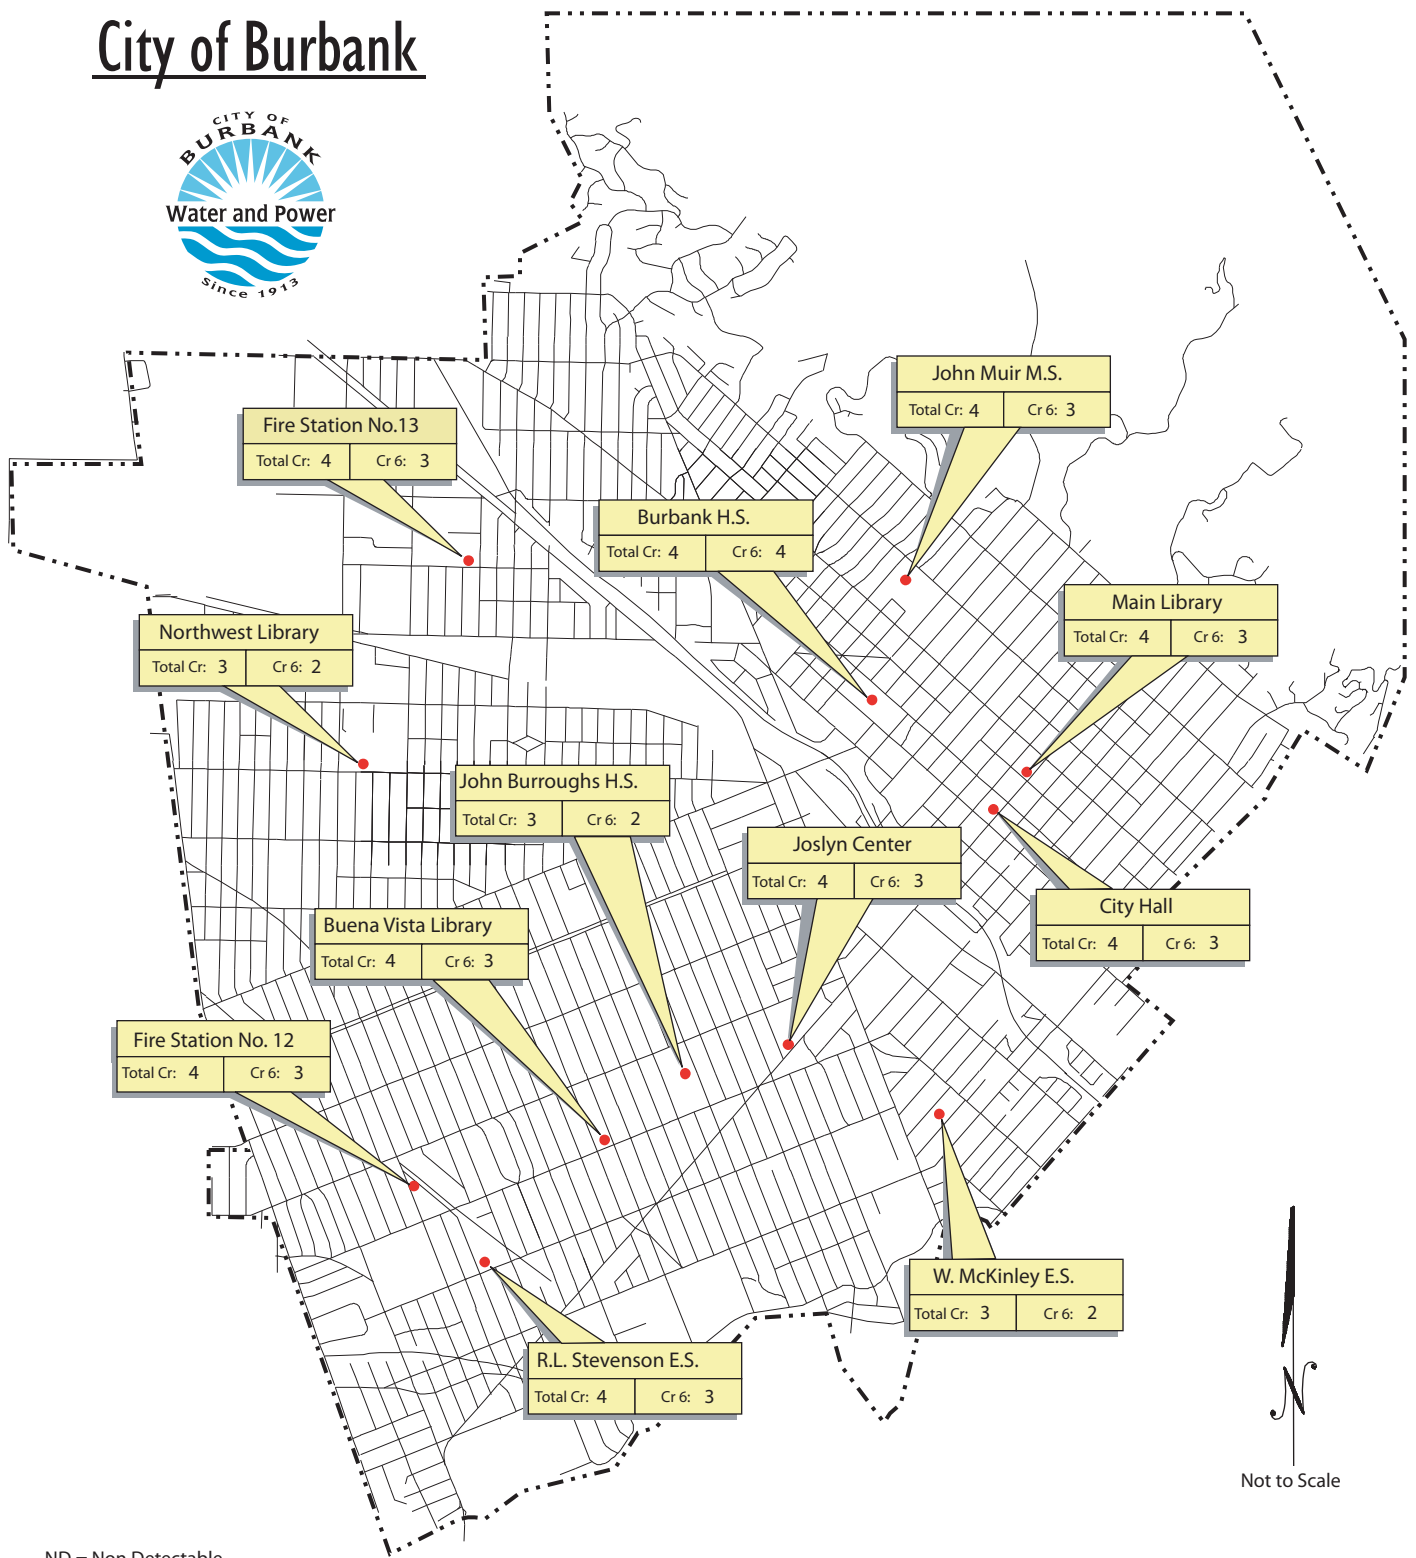 City of Burbank
CITY OF
BURBANK
Water and Power
Since 1913
John Muir M.S.
Total Cr: 4 Cr 6: 3
Fire Station No.13
Total Cr: 4 Cr 6: 3
Burbank H.S.
Total Cr: 4 Cr 6: 4
Main Library
Total Cr: 4 Cr 6: 3
Northwest Library
Total Cr: 3 Cr 6: 2
John Burroughs H.S.
Total Cr: 3 Cr 6: 2
Joslyn Center
Total Cr: 4 Cr 6: 3
City Hall
Total Cr: 4 Cr 6: 3
Buena Vista Library
Total Cr: 4 Cr 6: 3
Fire Station No. 12
Total Cr: 4 Cr 6: 3
W. McKinley E.S.
Total Cr: 3 Cr 6: 2
R.L. Stevenson E.S.
Total Cr: 4 Cr 6: 3
N
Not to Scale
ND = Non Detectable